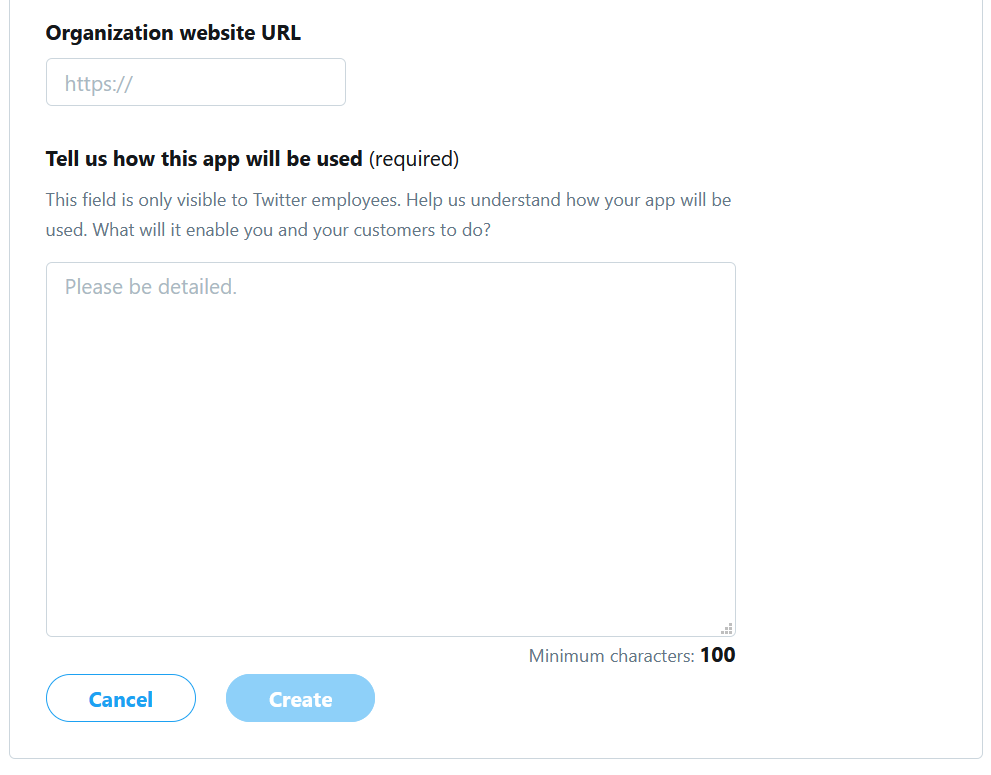 Organization website URL
https://
Tell us how this app will be used (required)
This field is only visible to Twitter employees. Help us understand how your app will be
used. What will it enable you and your customers to do?
Please be detailed.
Minimum characters: 100
Cancel Create